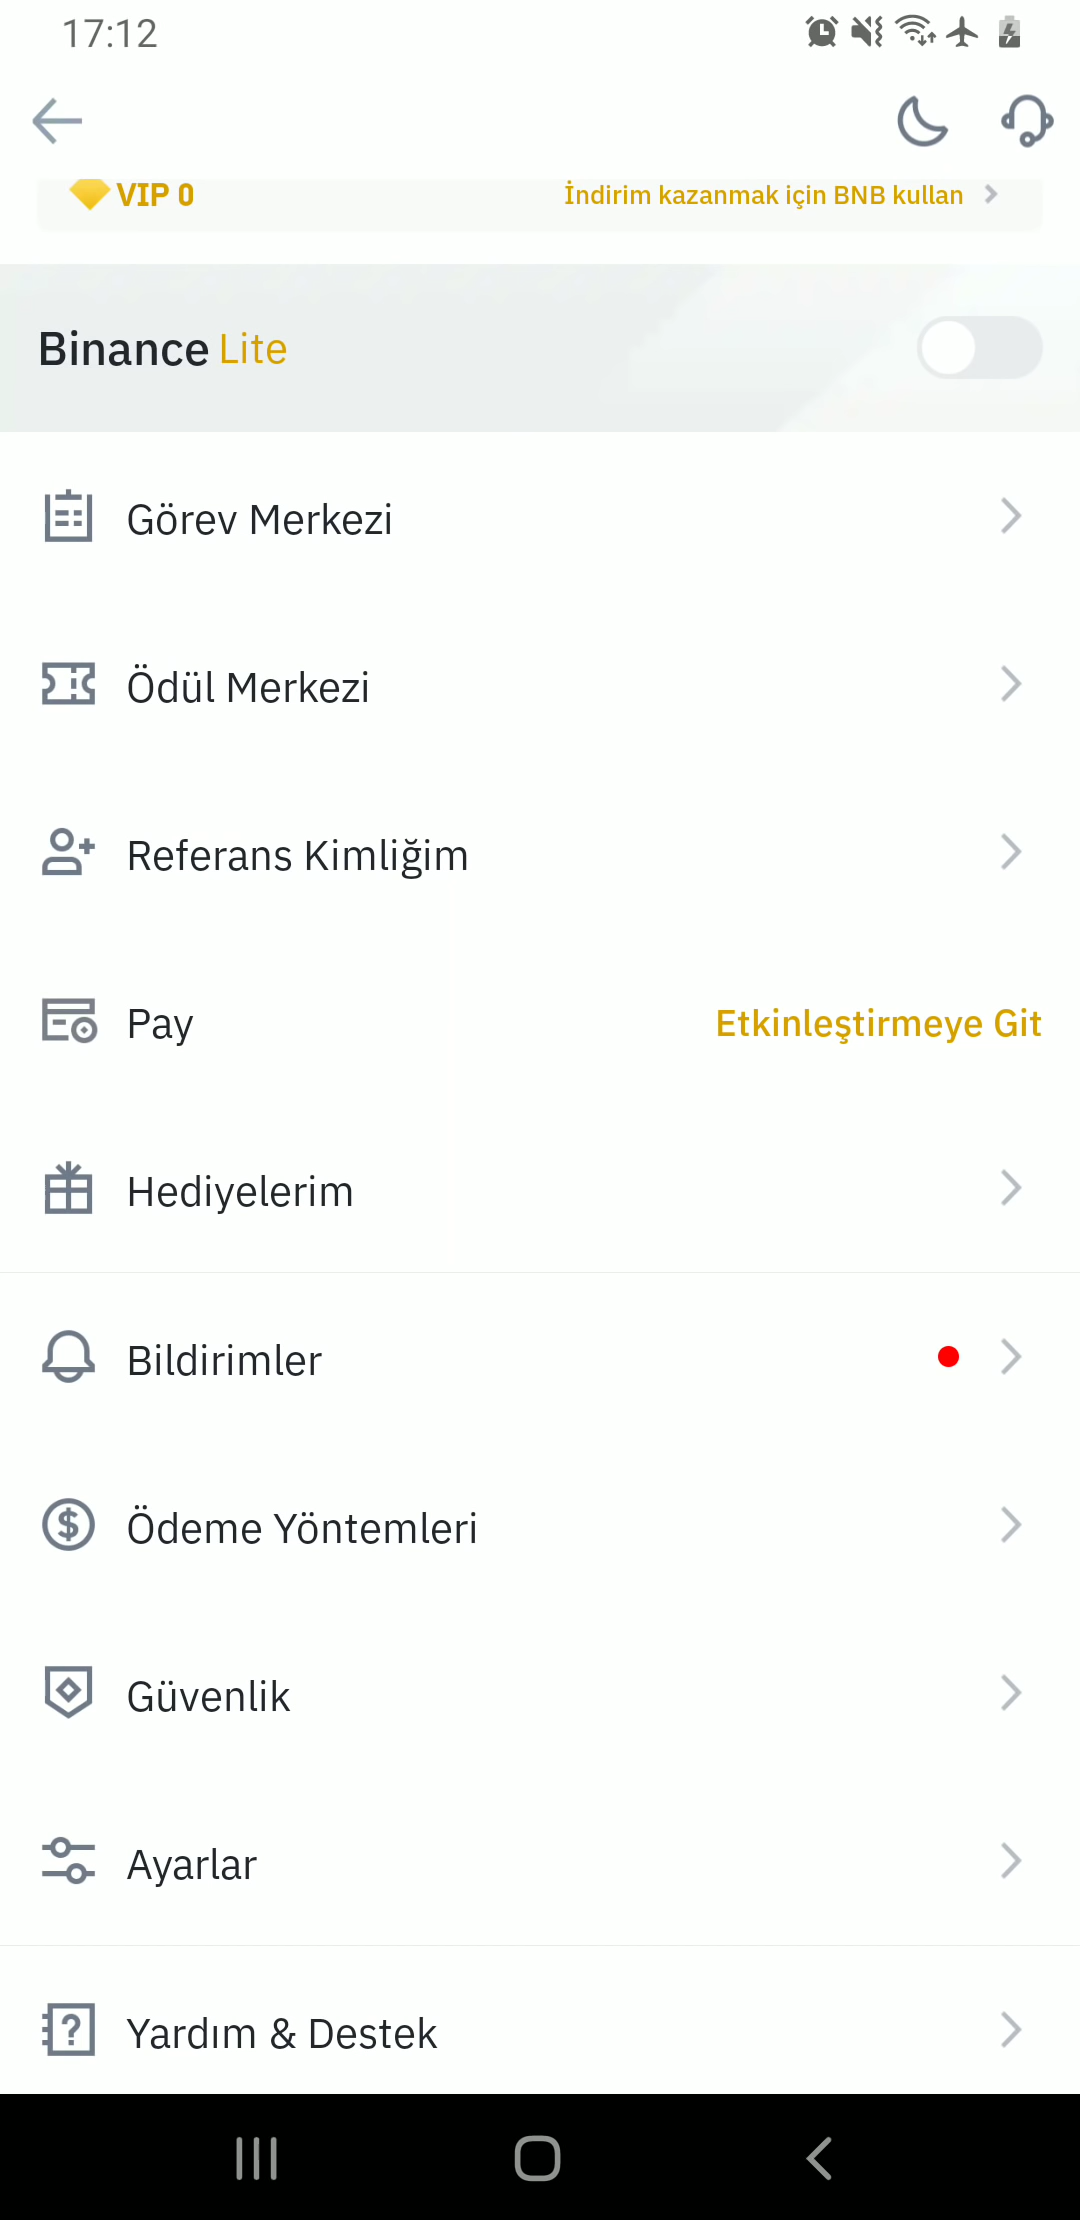 17:12
VIP 0 İndirim kazanmak için BNB kullan
Binance Lite
Görev Merkezi
Ödül Merkezi
Referans Kimliğim
Pay Etkinleştirmeye Git
Hediyelerim
Bildirimler
Ödeme Yöntemleri
Güvenlik
Ayarlar
Yardım & Destek